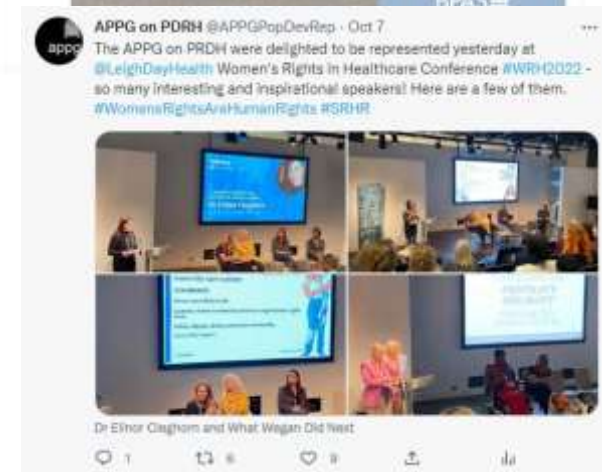 APPG on PDRH @APPGPopDevRep · Oct 7
appg
The APPG on PRDH were delighted to be represented yesterday at
@LeighDayHealth Women's Rights in Healthcare Conference #WRH2022 -
so many interesting and inspirational speakers! Here are a few of them.
#WomensRightsAreHumanRights #SRHR
Dr Elinor Cleghorn and What Wegan Did Next
1 6 9